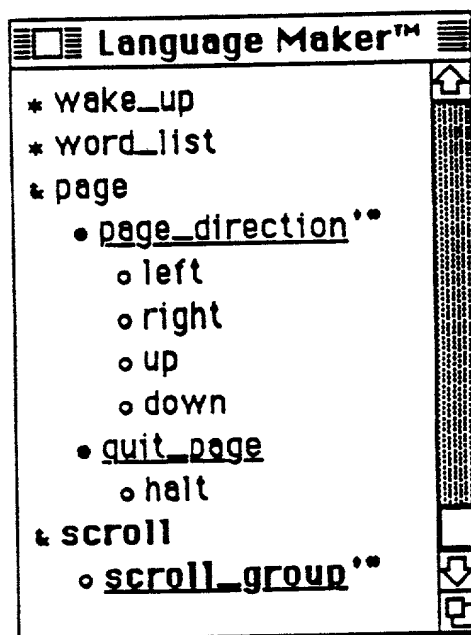 Language Maker™
* wake_up
* word_list
& page
• page_direction'"
o left
o right
o up
o down
• quit_page
o halt
& scroll
o scroll_group'"